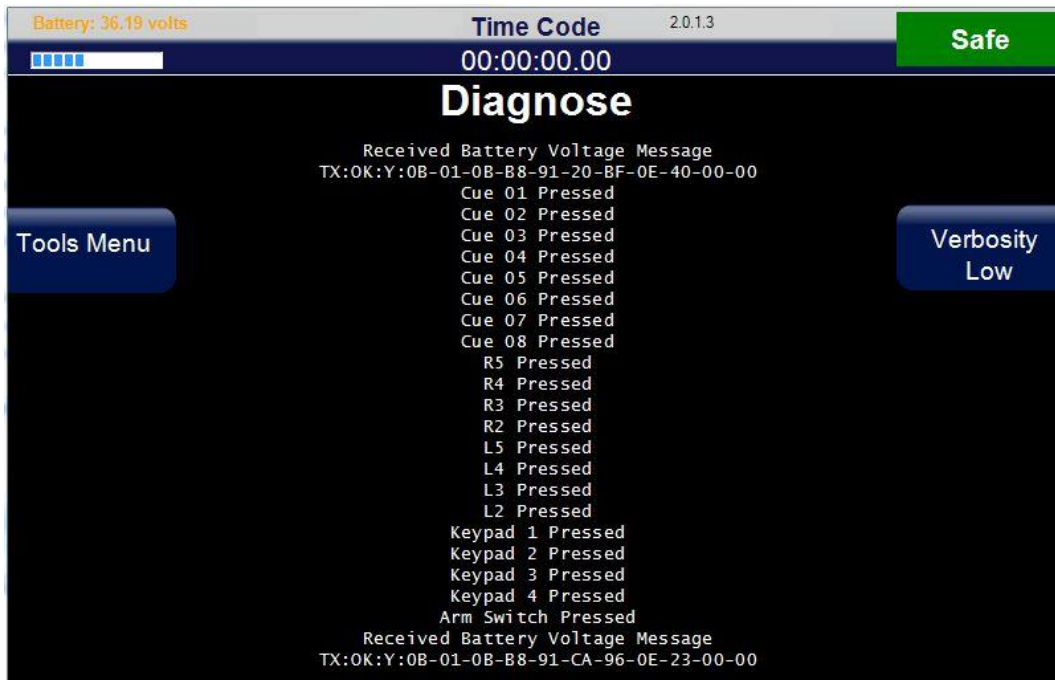 Battery: 36.19 volts
Time Code
2.0.1.3
Safe
00:00:00.00
Diagnose
Received Battery Voltage Message
TX:OK:Y:0B-01-0B-B8-91-20-BF-0E-40-00-00
Cue 01 Pressed
Cue 02 Pressed
Cue 03 Pressed
Cue 04 Pressed
Cue 05 Pressed
Cue 06 Pressed
Cue 07 Pressed
Cue 08 Pressed
R5 Pressed
R4 Pressed
R3 Pressed
R2 Pressed
L5 Pressed
L4 Pressed
L3 Pressed
L2 Pressed
Keypad 1 Pressed
Keypad 2 Pressed
Keypad 3 Pressed
Keypad 4 Pressed
Arm Switch Pressed
Received Battery Voltage Message
TX:OK:Y:0B-01-0B-B8-91-CA-96-0E-23-00-00
Tools Menu
Verbosity
Low